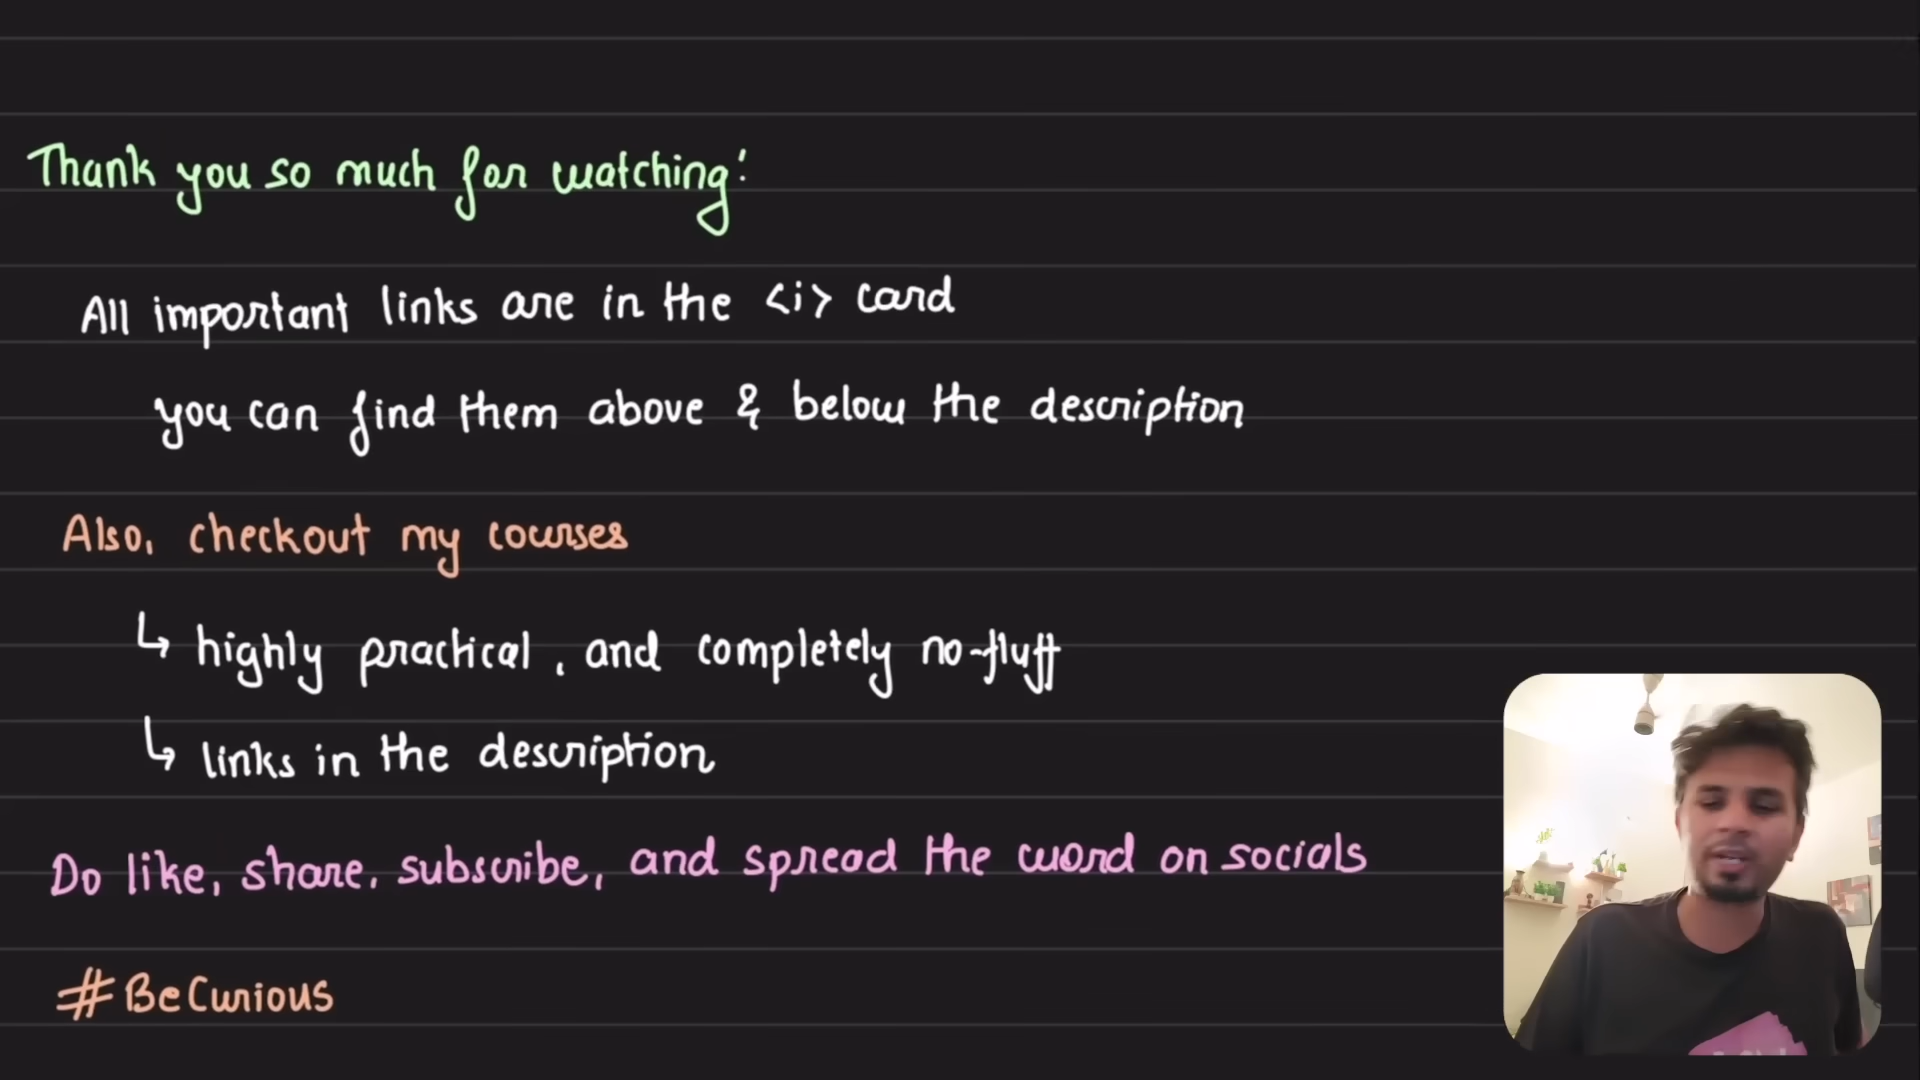 Thank you so much for watching!
All important links are in the <i> card
you can find them above & below the description
Also, checkout my courses
↳ highly practical, and completely no-fluff
↳ links in the description
Do like, share, subscribe, and spread the word on socials
#BeCurious